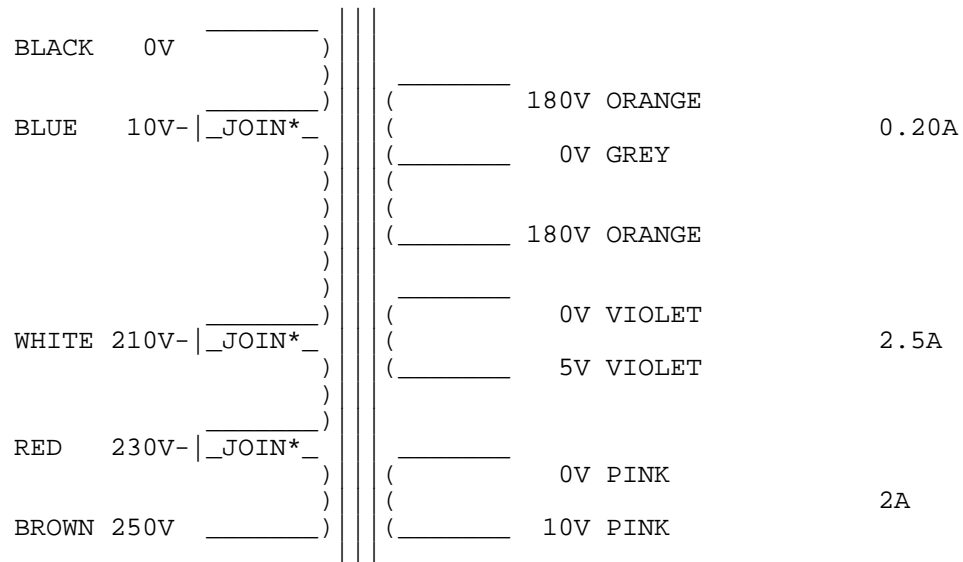 BLACK 0V
180V ORANGE
BLUE 10V-|_JOIN*_ 0.20A
0V GREY
180V ORANGE
0V VIOLET
WHITE 210V-|_JOIN*_ 2.5A
5V VIOLET
RED 230V-|_JOIN*_
0V PINK
2A
BROWN 250V 10V PINK